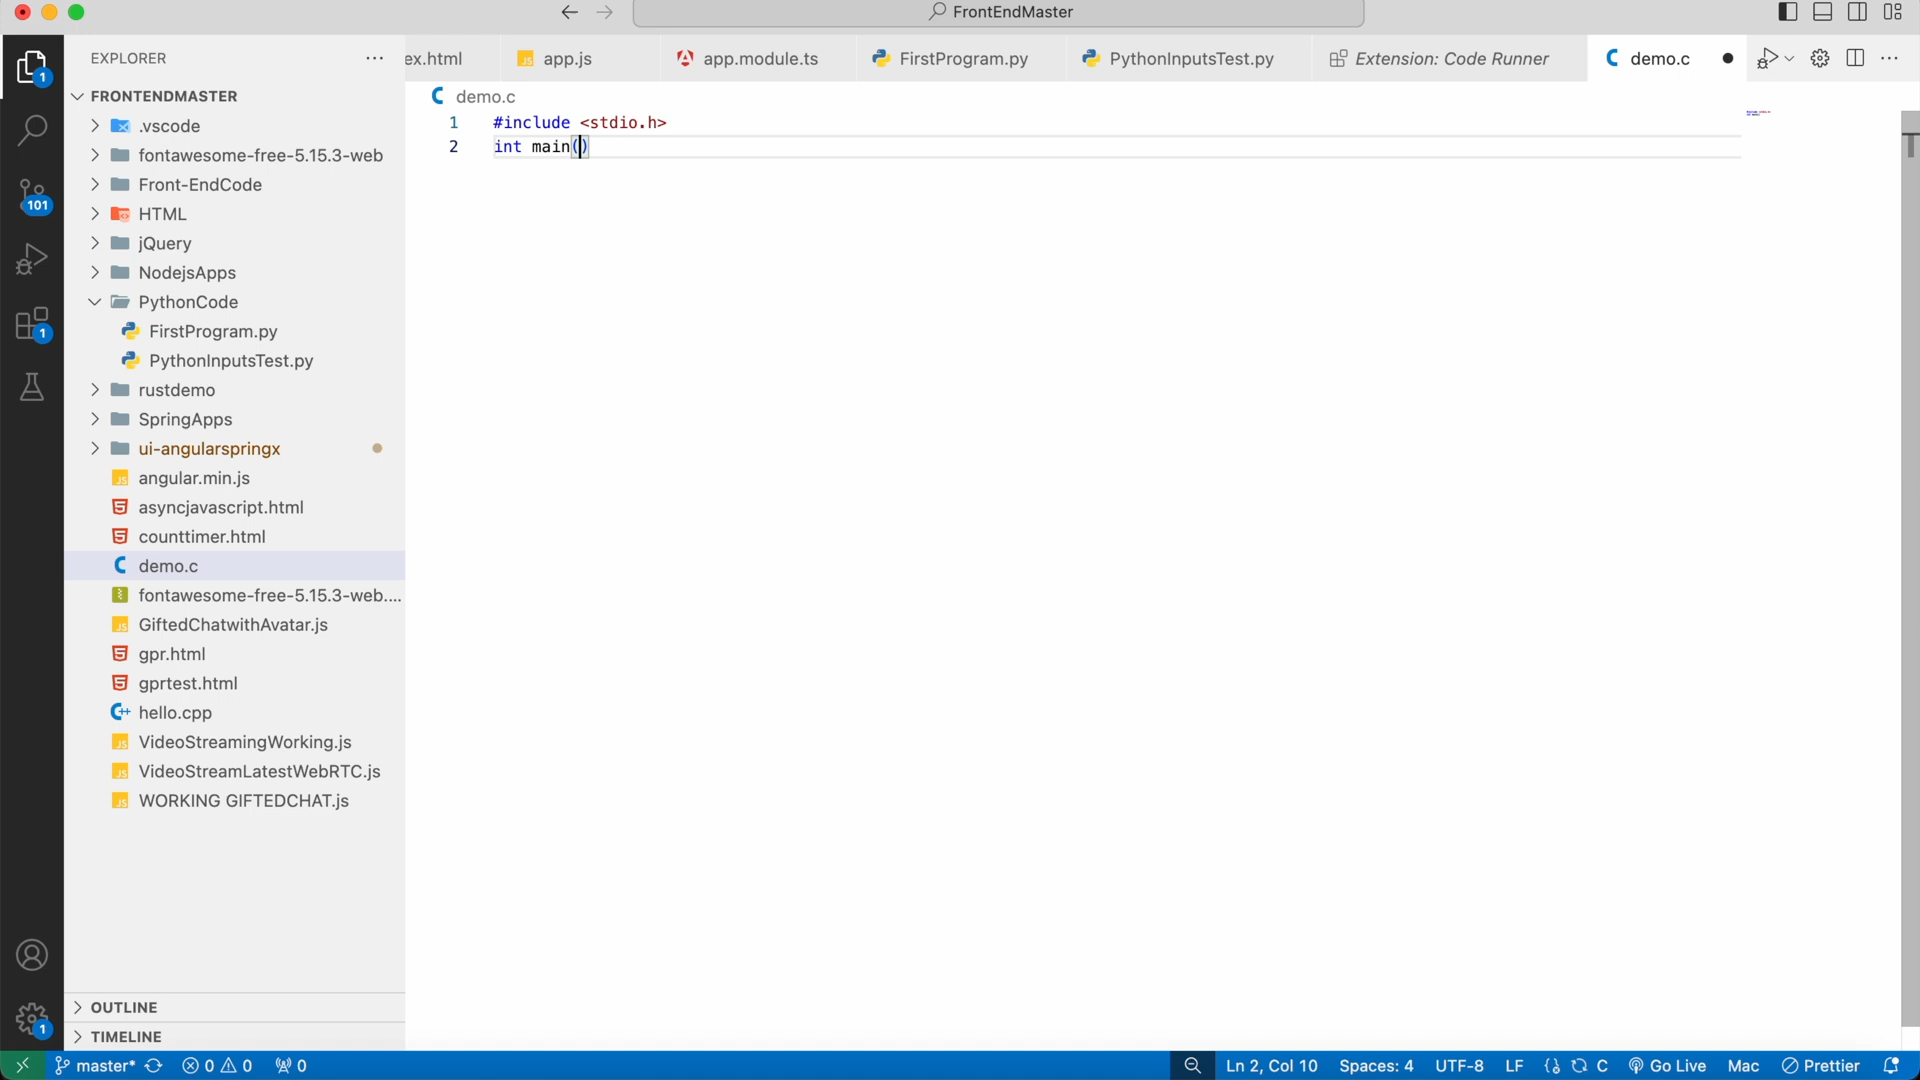 FrontEndMaster
EXPLORER
ex.html
app.js
app.module.ts
FirstProgram.py
PythonInputsTest.py
Extension: Code Runner
demo.c
FRONTENDMASTER
.vscode
fontawesome-free-5.15.3-web
Front-EndCode
HTML
jQuery
NodejsApps
PythonCode
FirstProgram.py
PythonInputsTest.py
rustdemo
SpringApps
ui-angularspringx
angular.min.js
asyncjavascript.html
counttimer.html
demo.c
fontawesome-free-5.15.3-web....
GiftedChatwithAvatar.js
gpr.html
gprtest.html
hello.cpp
VideoStreamingWorking.js
VideoStreamLatestWebRTC.js
WORKING GIFTEDCHAT.js
OUTLINE
TIMELINE
1
101
1
1
demo.c
1 #include <stdio.h>
2 int main()
master* 0 0 0
Ln 2, Col 10 Spaces: 4 UTF-8 LF {} C Go Live Mac Prettier